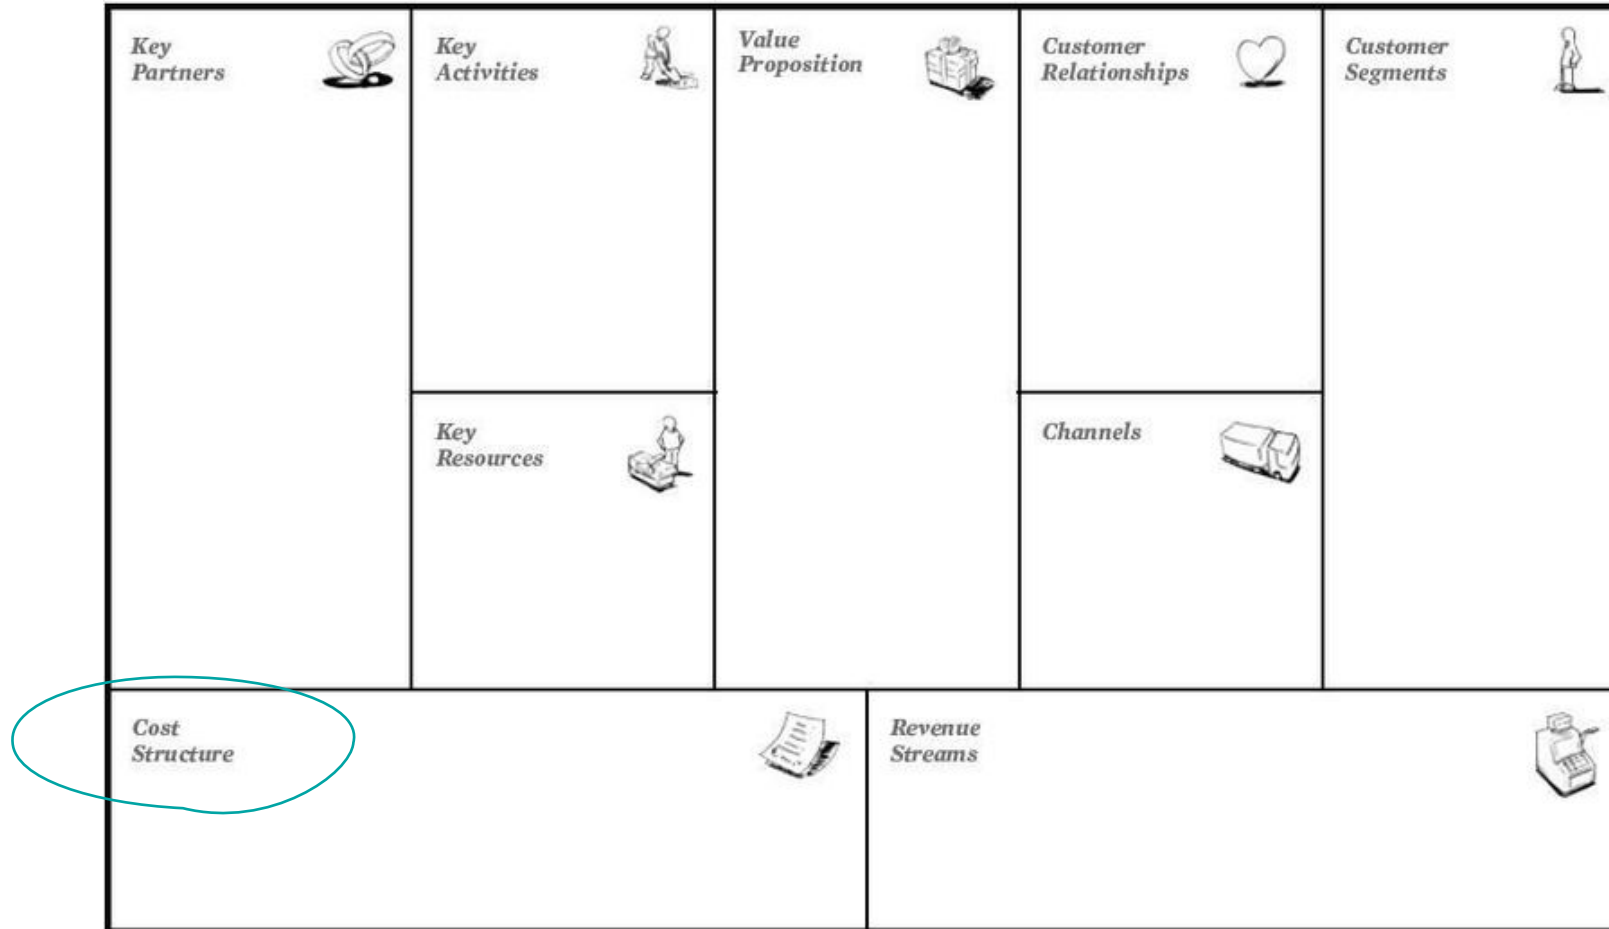 Key
Partners
Key
Activities
Value
Proposition
Customer
Relationships
Customer
Segments
Key
Resources
Channels
Cost
Structure
Revenue
Streams